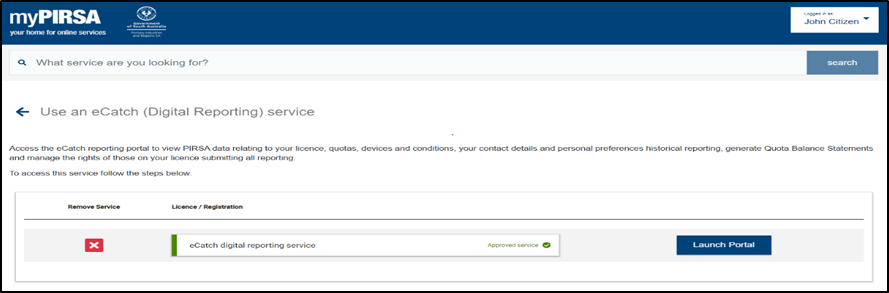 myPIRSA
your home for online services
Government
of South Australia
Primary Industries
and Regions SA
Logged in as
John Citizen
What service are you looking for?
search
Use an eCatch (Digital Reporting) service
Access the eCatch reporting portal to view PIRSA data relating to your licence, quotas, devices and conditions, your contact details and personal preferences historical reporting, generate Quota Balance Statements
and manage the rights of those on your licence submitting all reporting.
To access this service follow the steps below.
Remove Service
Licence / Registration
eCatch digital reporting service
Approved service
Launch Portal